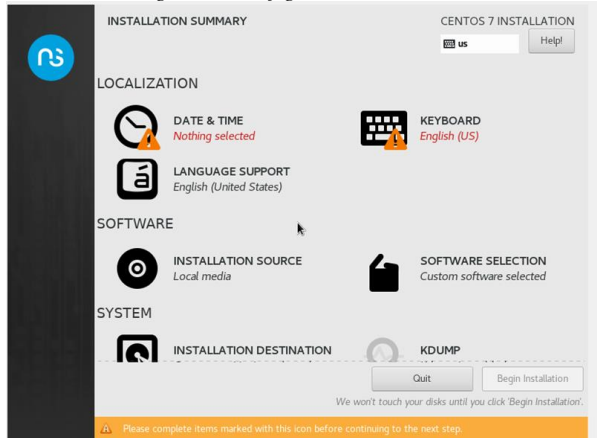 INSTALLATION SUMMARY
CENTOS 7 INSTALLATION
us
Help!
LOCALIZATION
DATE & TIME
Nothing selected
KEYBOARD
English (US)
LANGUAGE SUPPORT
English (United States)
SOFTWARE
INSTALLATION SOURCE
Local media
SOFTWARE SELECTION
Custom software selected
SYSTEM
INSTALLATION DESTINATION
KDUMP
Quit
Begin Installation
We won't touch your disks until you click 'Begin Installation'.
Please complete items marked with this icon before continuing to the next step.